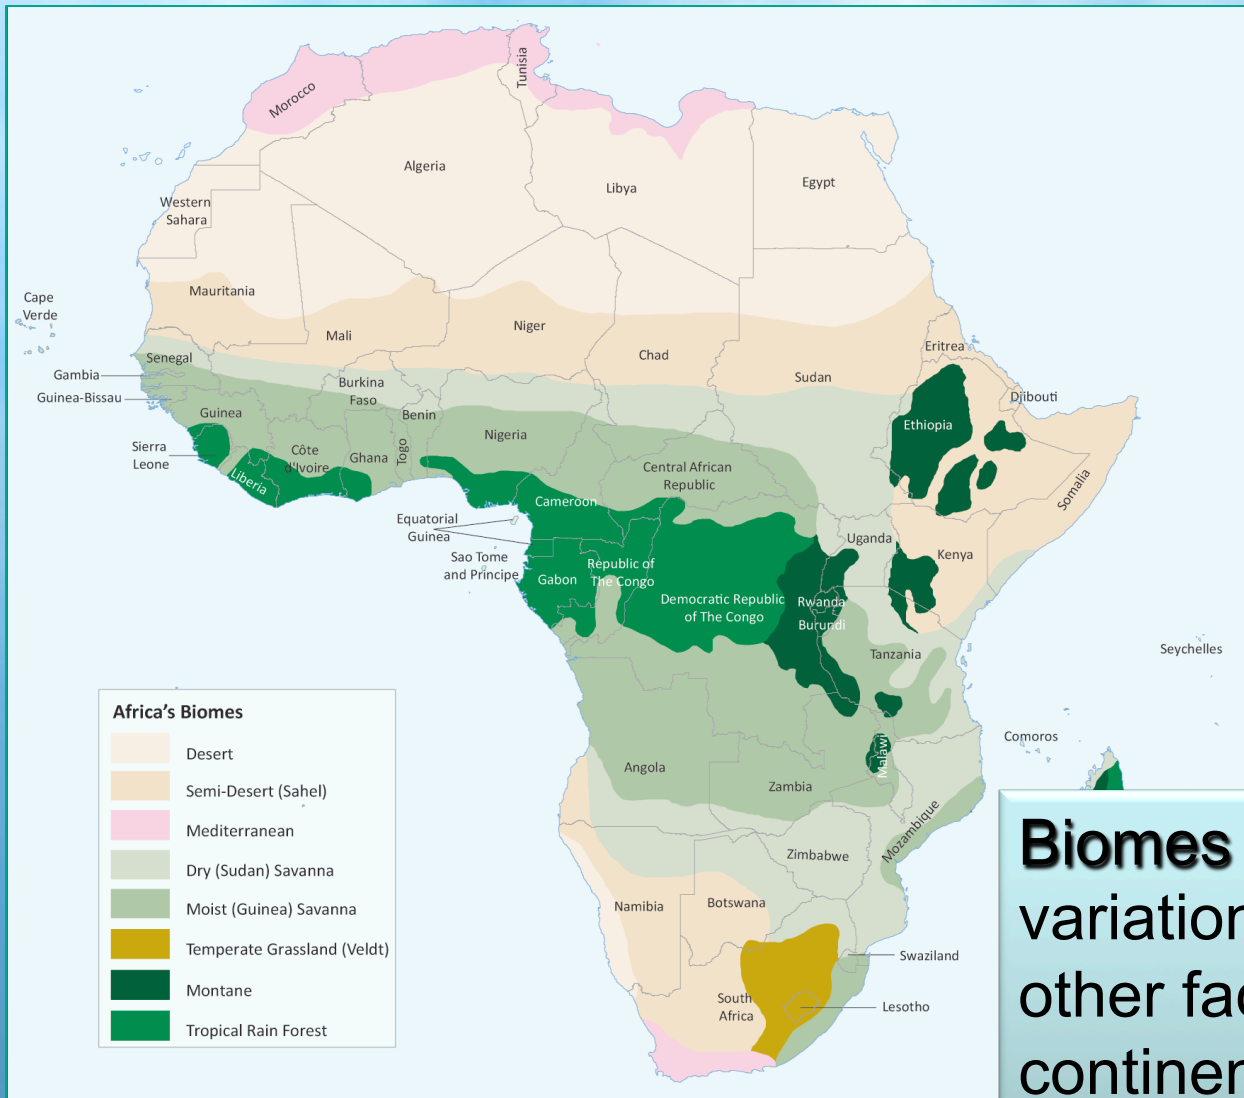 Tunisia
Morocco
Algeria
Libya
Egypt
Western
Sahara
Mauritania
Mali
Niger
Chad
Sudan
Eritrea
Djibouti
Cape
Verde
Senegal
Gambia
Guinea-Bissau
Guinea
Burkina
Faso
Benin
Togo
Ghana
Côte
d'Ivoire
Sierra
Leone
Liberia
Nigeria
Central African
Republic
Ethiopia
Somalia
Cameroon
Equatorial
Guinea
Sao Tome
and Principe
Gabon
Republic of
The Congo
Democratic Republic
of The Congo
Uganda
Kenya
Rwanda
Burundi
Tanzania
Seychelles
Comoros
Angola
Zambia
Malawi
Mozambique
Zimbabwe
Namibia
Botswana
Swaziland
South
Africa
Lesotho
Africa's Biomes
Desert
Semi-Desert (Sahel)
Mediterranean
Dry (Sudan) Savanna
Moist (Guinea) Savanna
Temperate Grassland (Veldt)
Montane
Tropical Rain Forest
Biomes
variation
other fac
continen